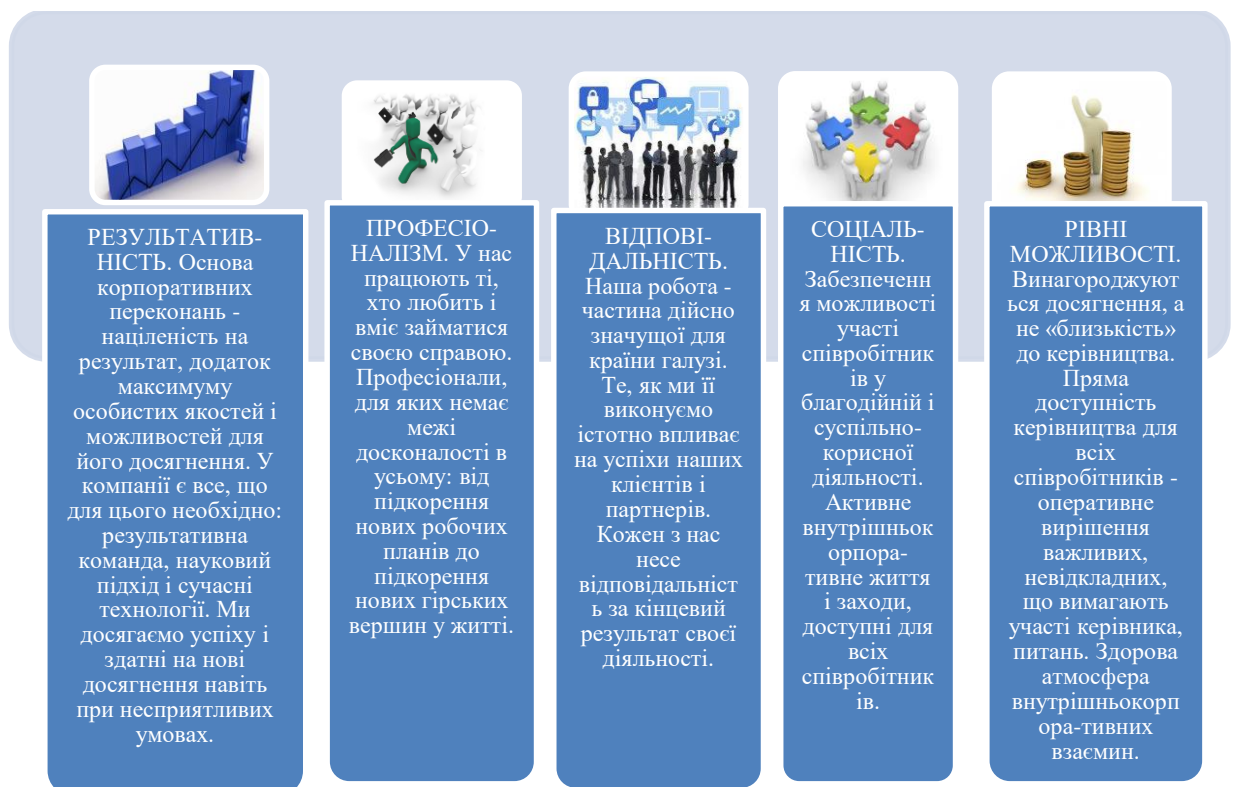 РЕЗУЛЬТАТИВ-
НІСТЬ. Основа
корпоративних
переконань -
націленість на
результат, додаток
максимуму
особистих якостей і
можливостей для
його досягнення. У
компанії є все, що
для цього необхідно:
результативна
команда, науковий
підхід і сучасні
технології. Ми
досягаємо успіху і
здатні на нові
досягнення навіть
при несприятливих
умовах.
ПРОФЕСІО-
НАЛІЗМ. У нас
працюють ті,
хто любить і
вміє займатися
своєю справою.
Професіонали,
для яких немає
межі
досконалості в
усьому: від
підкорення
нових робочих
планів до
підкорення
нових гірських
вершин у житті.
ВІДПОВІ-
ДАЛЬНІСТЬ.
Наша робота -
частина дійсно
значущої для
країни галузі.
Те, як ми її
виконуємо
істотно впливає
на успіхи наших
клієнтів і
партнерів.
Кожен з нас
несе
відповідальніст
ь за кінцевий
результат своєї
діяльності.
СОЦІАЛЬ-
НІСТЬ.
Забезпеченн
я можливості
участі
співробітник
ів у
благодійній і
суспільно-
корисної
діяльності.
Активне
внутрішньок
орпора-
тивне життя
і заходи,
доступні для
всіх
співробітник
ів.
РІВНІ
МОЖЛИВОСТІ.
Винагороджуют
ься досягнення, а
не «близькість»
до керівництва.
Пряма
доступність
керівництва для
всіх
співробітників -
оперативне
вирішення
важливих,
невідкладних,
що вимагають
участі керівника,
питань. Здорова
атмосфера
внутрішньокорп
ора-тивних
взаємин.